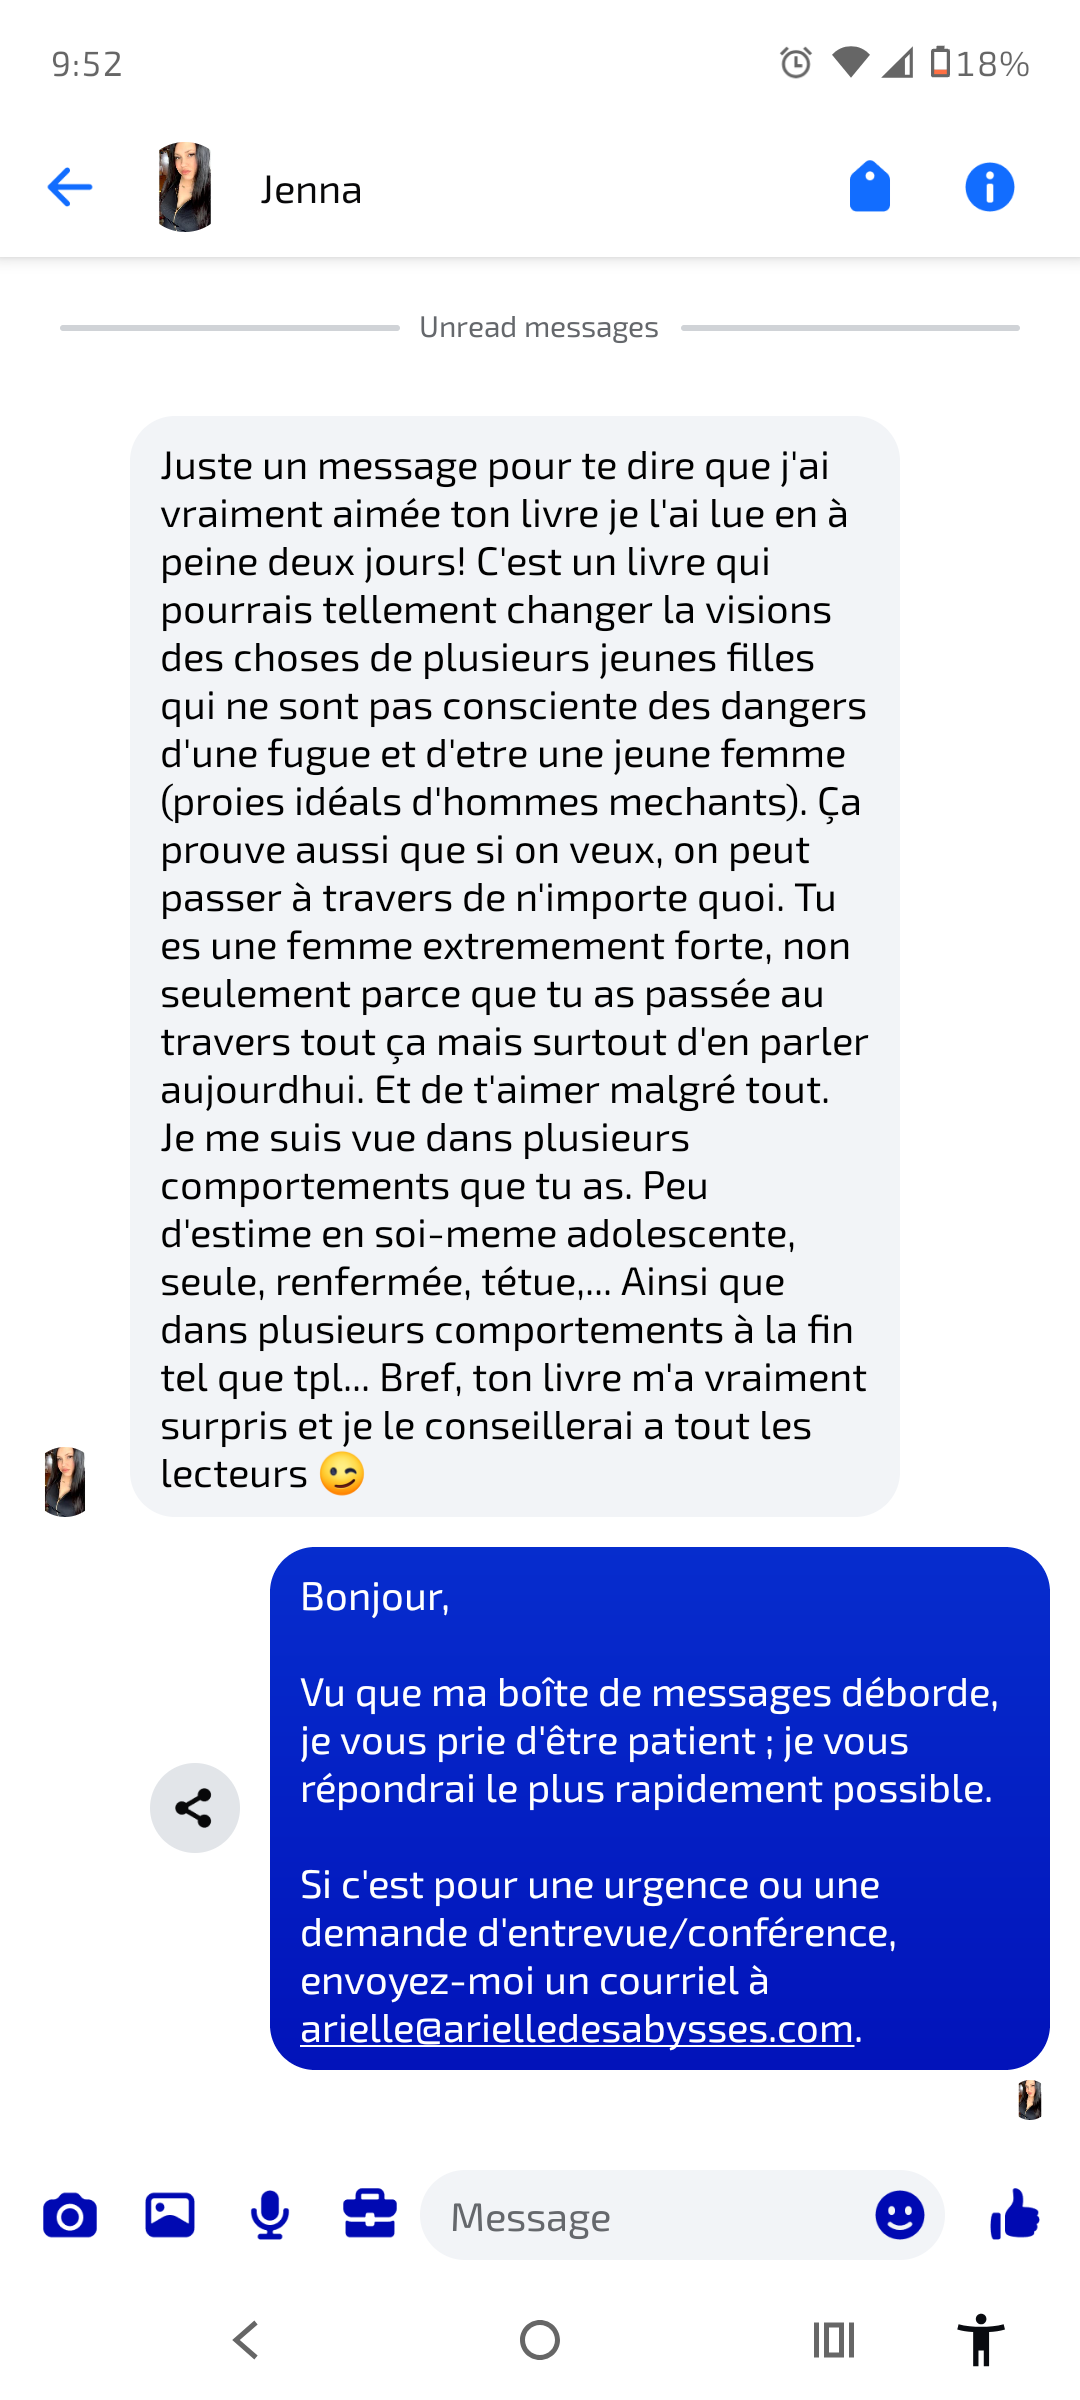 9:52
18%
Jenna
Unread messages
Juste un message pour te dire que j'ai
vraiment aimée ton livre je l'ai lue en à
peine deux jours! C'est un livre qui
pourrais tellement changer la visions
des choses de plusieurs jeunes filles
qui ne sont pas consciente des dangers
d'une fugue et d'etre une jeune femme
(proies idéals d'hommes mechants). Ça
prouve aussi que si on veux, on peut
passer à travers de n'importe quoi. Tu
es une femme extremement forte, non
seulement parce que tu as passée au
travers tout ça mais surtout d'en parler
aujourdhui. Et de t'aimer malgré tout.
Je me suis vue dans plusieurs
comportements que tu as. Peu
d'estime en soi-meme adolescente,
seule, renfermée, tétue,... Ainsi que
dans plusieurs comportements à la fin
tel que tpl... Bref, ton livre m'a vraiment
surpris et je le conseillerai a tout les
lecteurs 😉
Bonjour,
Vu que ma boîte de messages déborde,
je vous prie d'être patient ; je vous
répondrai le plus rapidement possible.
Si c'est pour une urgence ou une
demande d'entrevue/conférence,
envoyez-moi un courriel à
arielle@arielledesabysses.com.
Message